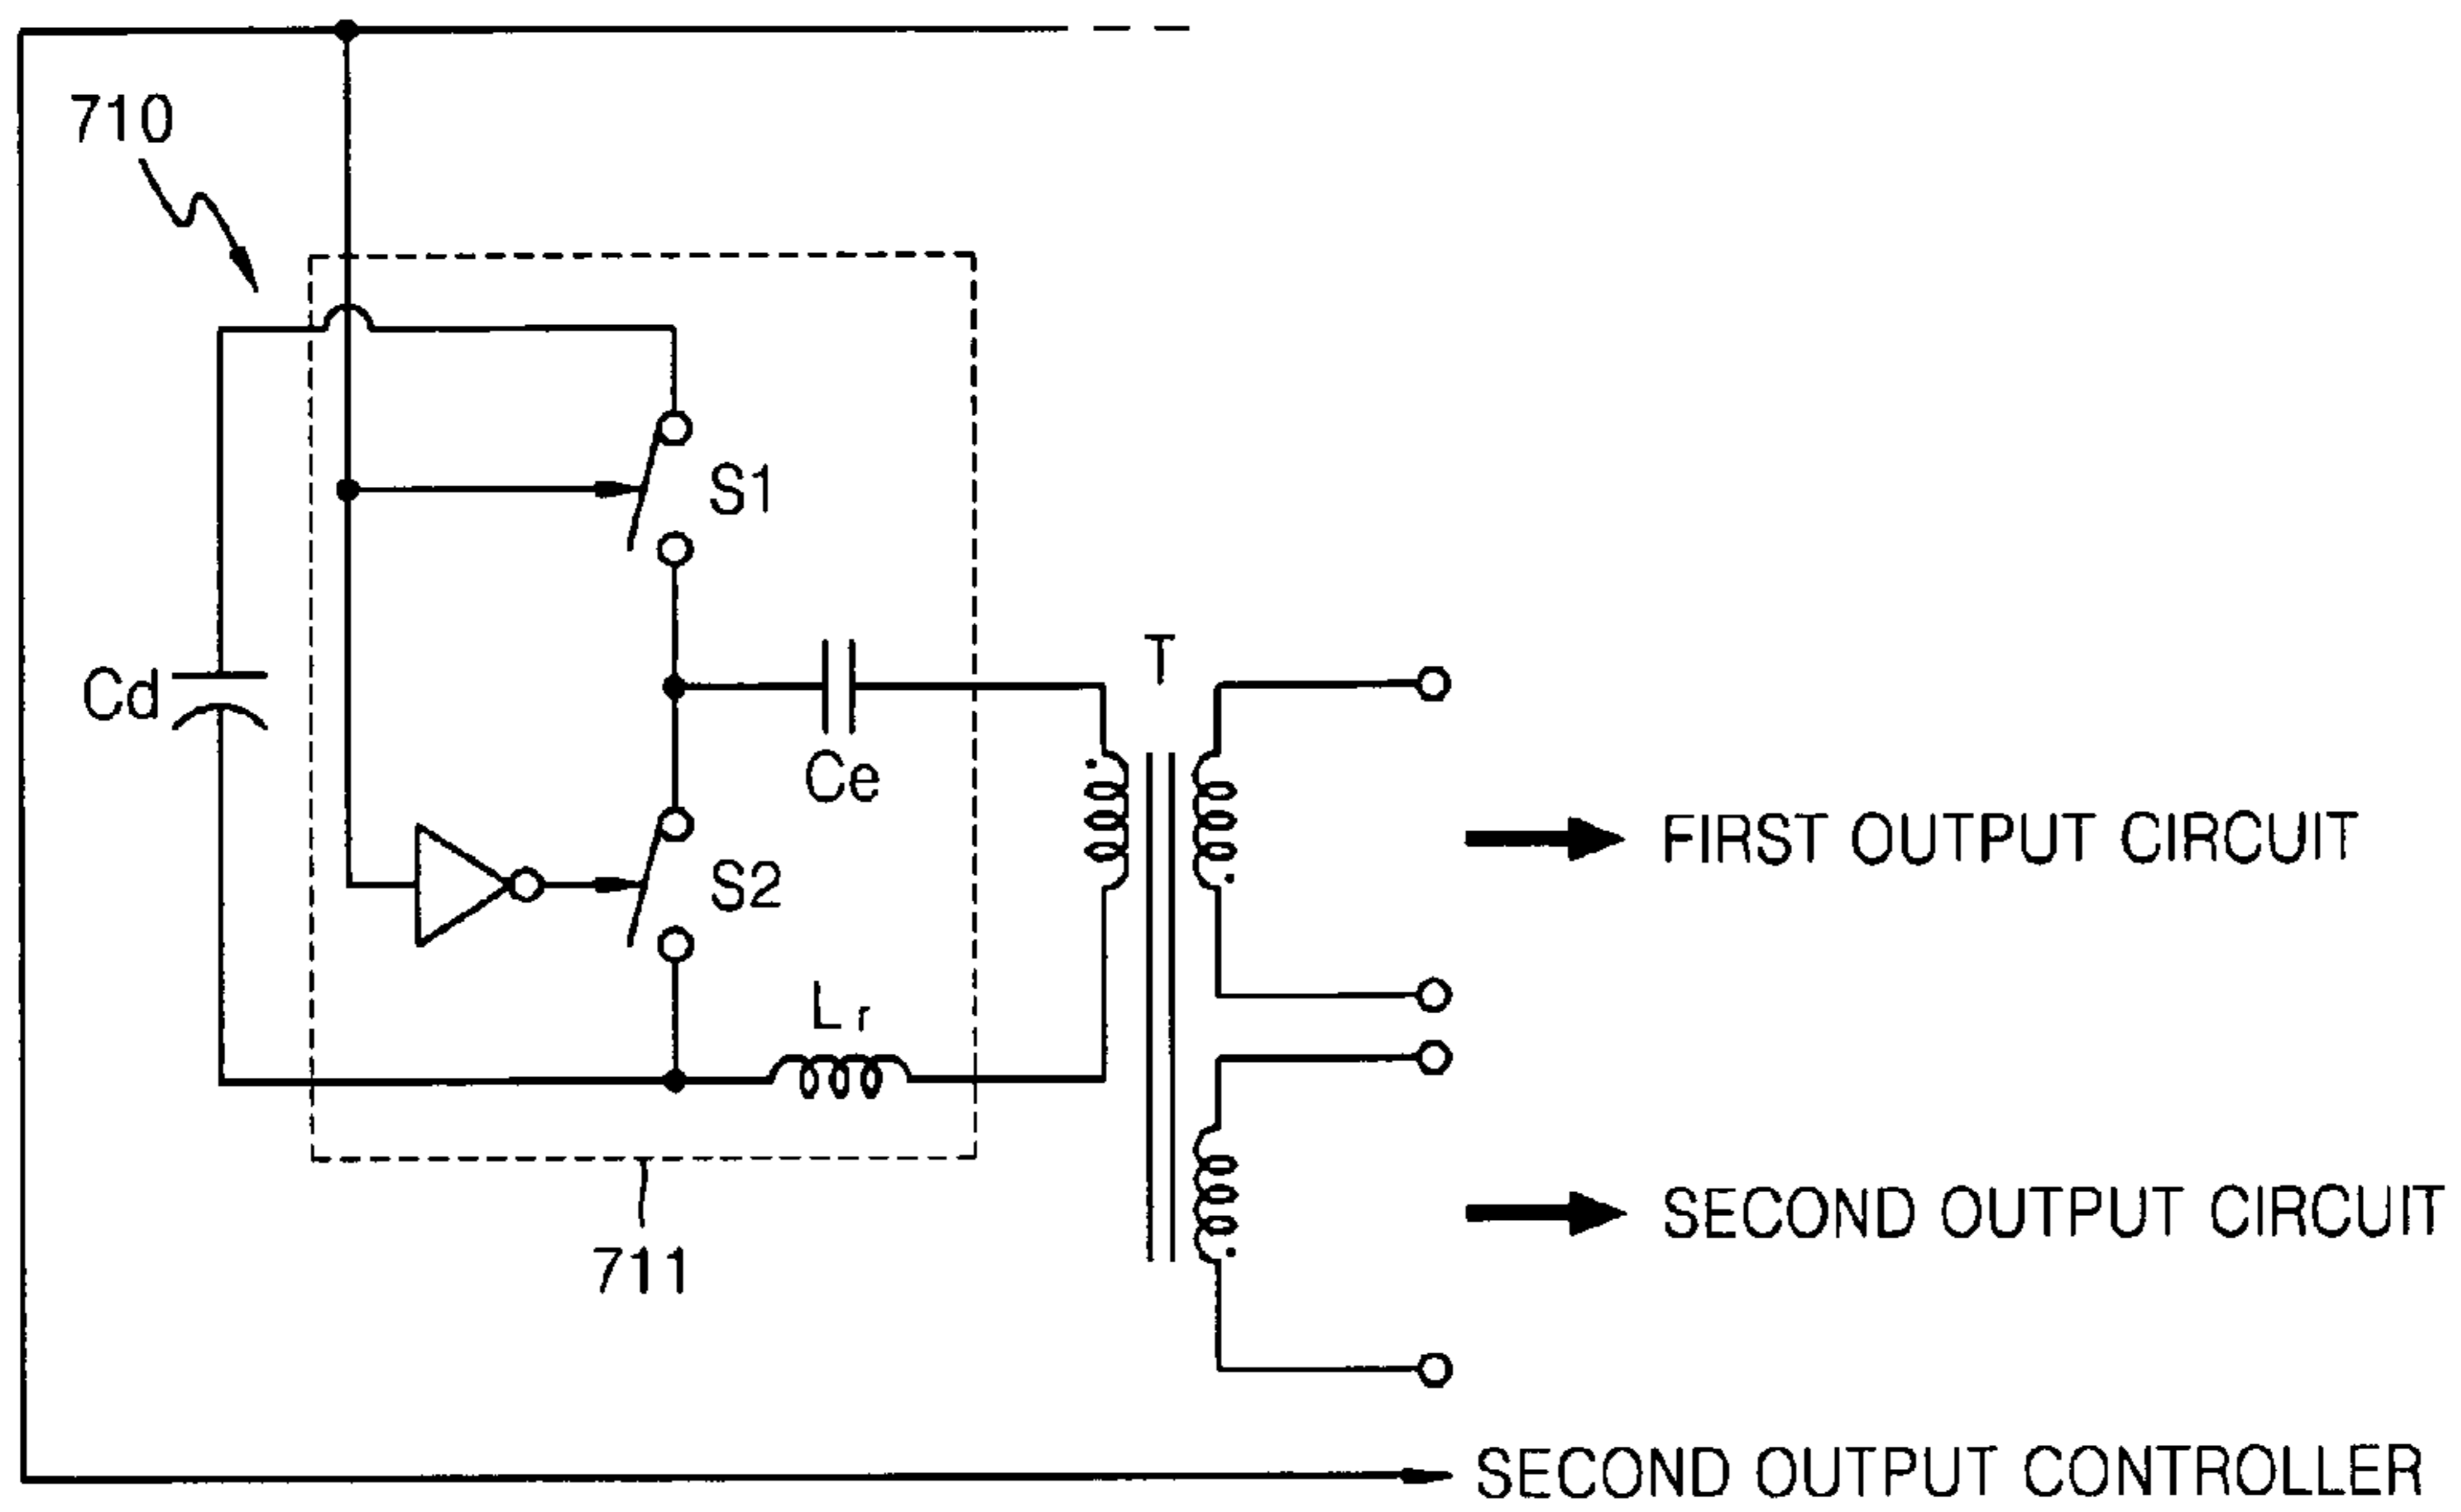 710
S1
Cd
T
Ce
FIRST OUTPUT CIRCUIT
S2
Lr
SECOND OUTPUT CIRCUIT
711
SECOND OUTPUT CONTROLLER